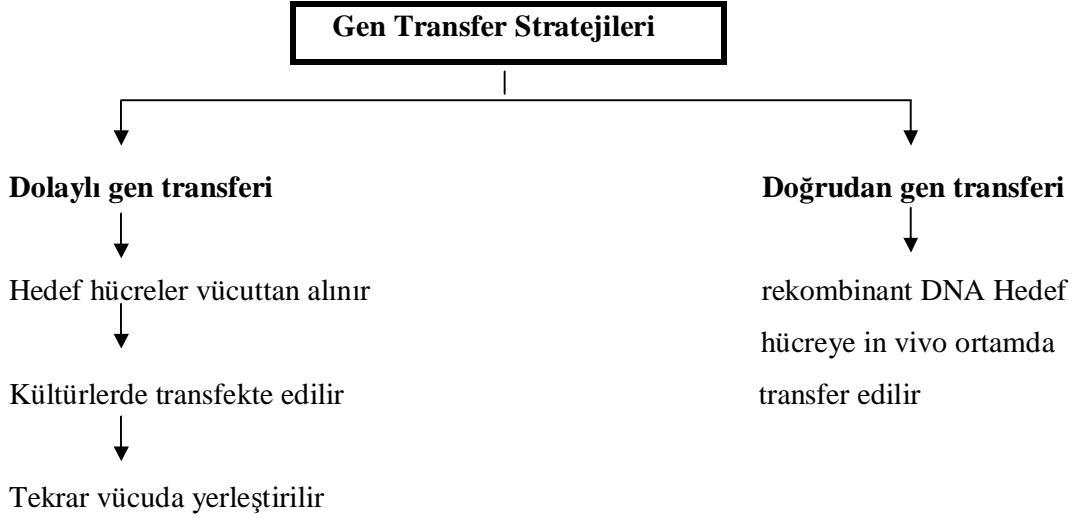 Gen Transfer Stratejileri
Dolaylı gen transferi
Hedef hücreler vücuttan alınır
Kültürlerde transfekte edilir
Tekrar vücuda yerleştirilir
Doğrudan gen transferi
rekombinant DNA Hedef
hücreye in vivo ortamda
transfer edilir